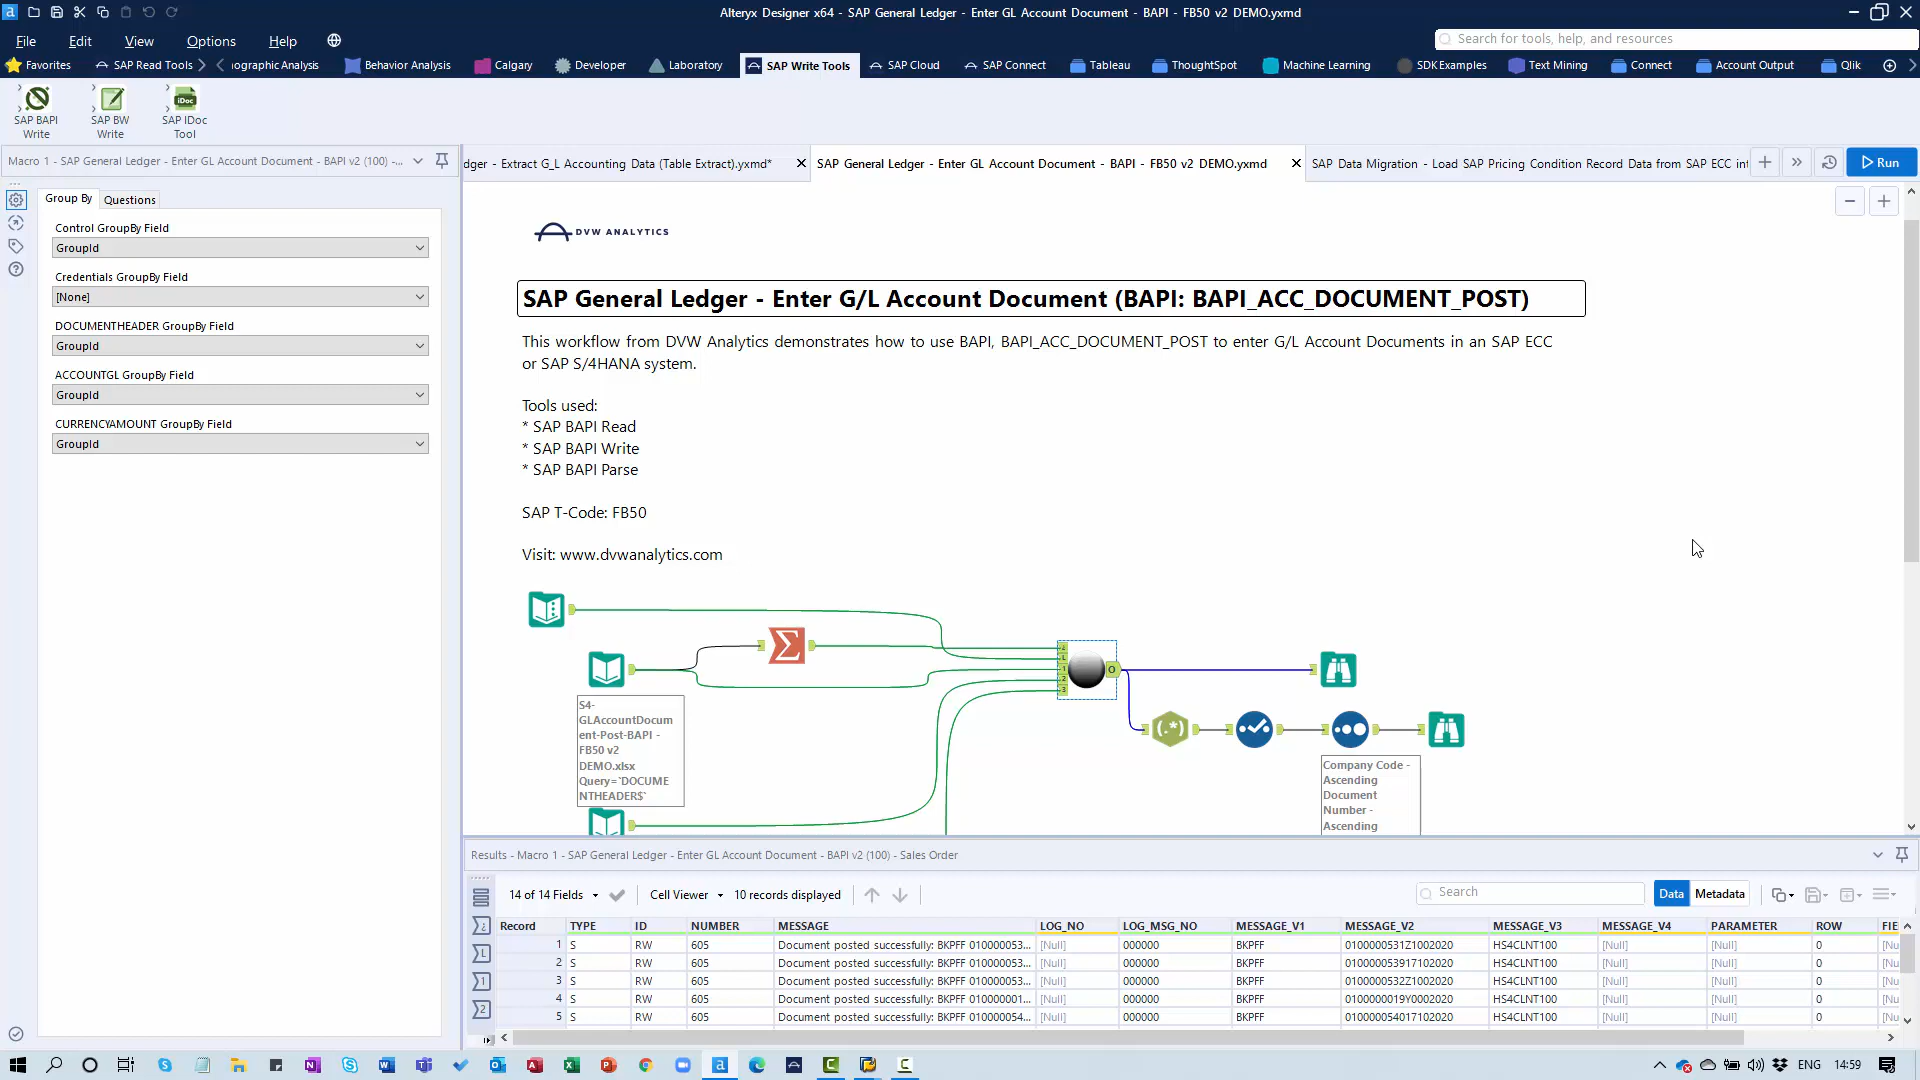 Alteryx Designer x64 - SAP General Ledger - Enter GL Account Document - BAPI - FB50 v2 DEMO.yxmd
File Edit View Options Help
Search for tools, help, and resources
Favorites SAP Read Tools ographic Analysis Behavior Analysis Calgary Developer Laboratory SAP Write Tools SAP Cloud SAP Connect Tableau ThoughtSpot Machine Learning SDKExamples Text Mining Connect Account Output Qlik
SAP BAPI Write
SAP BW Write
iDoc
SAP IDoc Tool
Macro 1 - SAP General Ledger - Enter GL Account Document - BAPI v2 (100) -...
dger - Extract G_L Accounting Data (Table Extract).yxmd*
SAP General Ledger - Enter GL Account Document - BAPI - FB50 v2 DEMO.yxmd
SAP Data Migration - Load SAP Pricing Condition Record Data from SAP ECC int
Run
Group By Questions
Control GroupBy Field
GroupId
Credentials GroupBy Field
[None]
DOCUMENTHEADER GroupBy Field
GroupId
ACCOUNTGL GroupBy Field
GroupId
CURRENCYAMOUNT GroupBy Field
GroupId
DVW ANALYTICS
SAP General Ledger - Enter G/L Account Document (BAPI: BAPI_ACC_DOCUMENT_POST)
This workflow from DVW Analytics demonstrates how to use BAPI, BAPI_ACC_DOCUMENT_POST to enter G/L Account Documents in an SAP ECC
or SAP S/4HANA system.
Tools used:
* SAP BAPI Read
* SAP BAPI Write
* SAP BAPI Parse
SAP T-Code: FB50
Visit: www.dvwanalytics.com
(.*)
S4-
GLAccountDocum
ent-Post-BAPI -
FB50 v2
DEMO.xlsx
Query=`DOCUME
NTHEADER$`
Company Code -
Ascending
Document
Number -
Ascending
Results - Macro 1 - SAP General Ledger - Enter GL Account Document - BAPI v2 (100) - Sales Order
14 of 14 Fields Cell Viewer 10 records displayed Search Data Metadata
Record TYPE ID NUMBER MESSAGE LOG_NO LOG_MSG_NO MESSAGE_V1 MESSAGE_V2 MESSAGE_V3 MESSAGE_V4 PARAMETER ROW FIE
1 S RW 605 Document posted successfully: BKPFF 010000053... [Null] 000000 BKPFF 0100000531Z1002020 HS4CLNT100 [Null] [Null] 0 [Nu
2 S RW 605 Document posted successfully: BKPFF 010000053... [Null] 000000 BKPFF 010000053917102020 HS4CLNT100 [Null] [Null] 0 [Nu
3 S RW 605 Document posted successfully: BKPFF 010000053... [Null] 000000 BKPFF 0100000532Z1002020 HS4CLNT100 [Null] [Null] 0 [Nu
4 S RW 605 Document posted successfully: BKPFF 010000001... [Null] 000000 BKPFF 0100000019Y0002020 HS4CLNT100 [Null] [Null] 0 [Nu
5 S RW 605 Document posted successfully: BKPFF 010000054... [Null] 000000 BKPFF 010000054017102020 HS4CLNT100 [Null] [Null] 0 [Nu
ENG 14:59